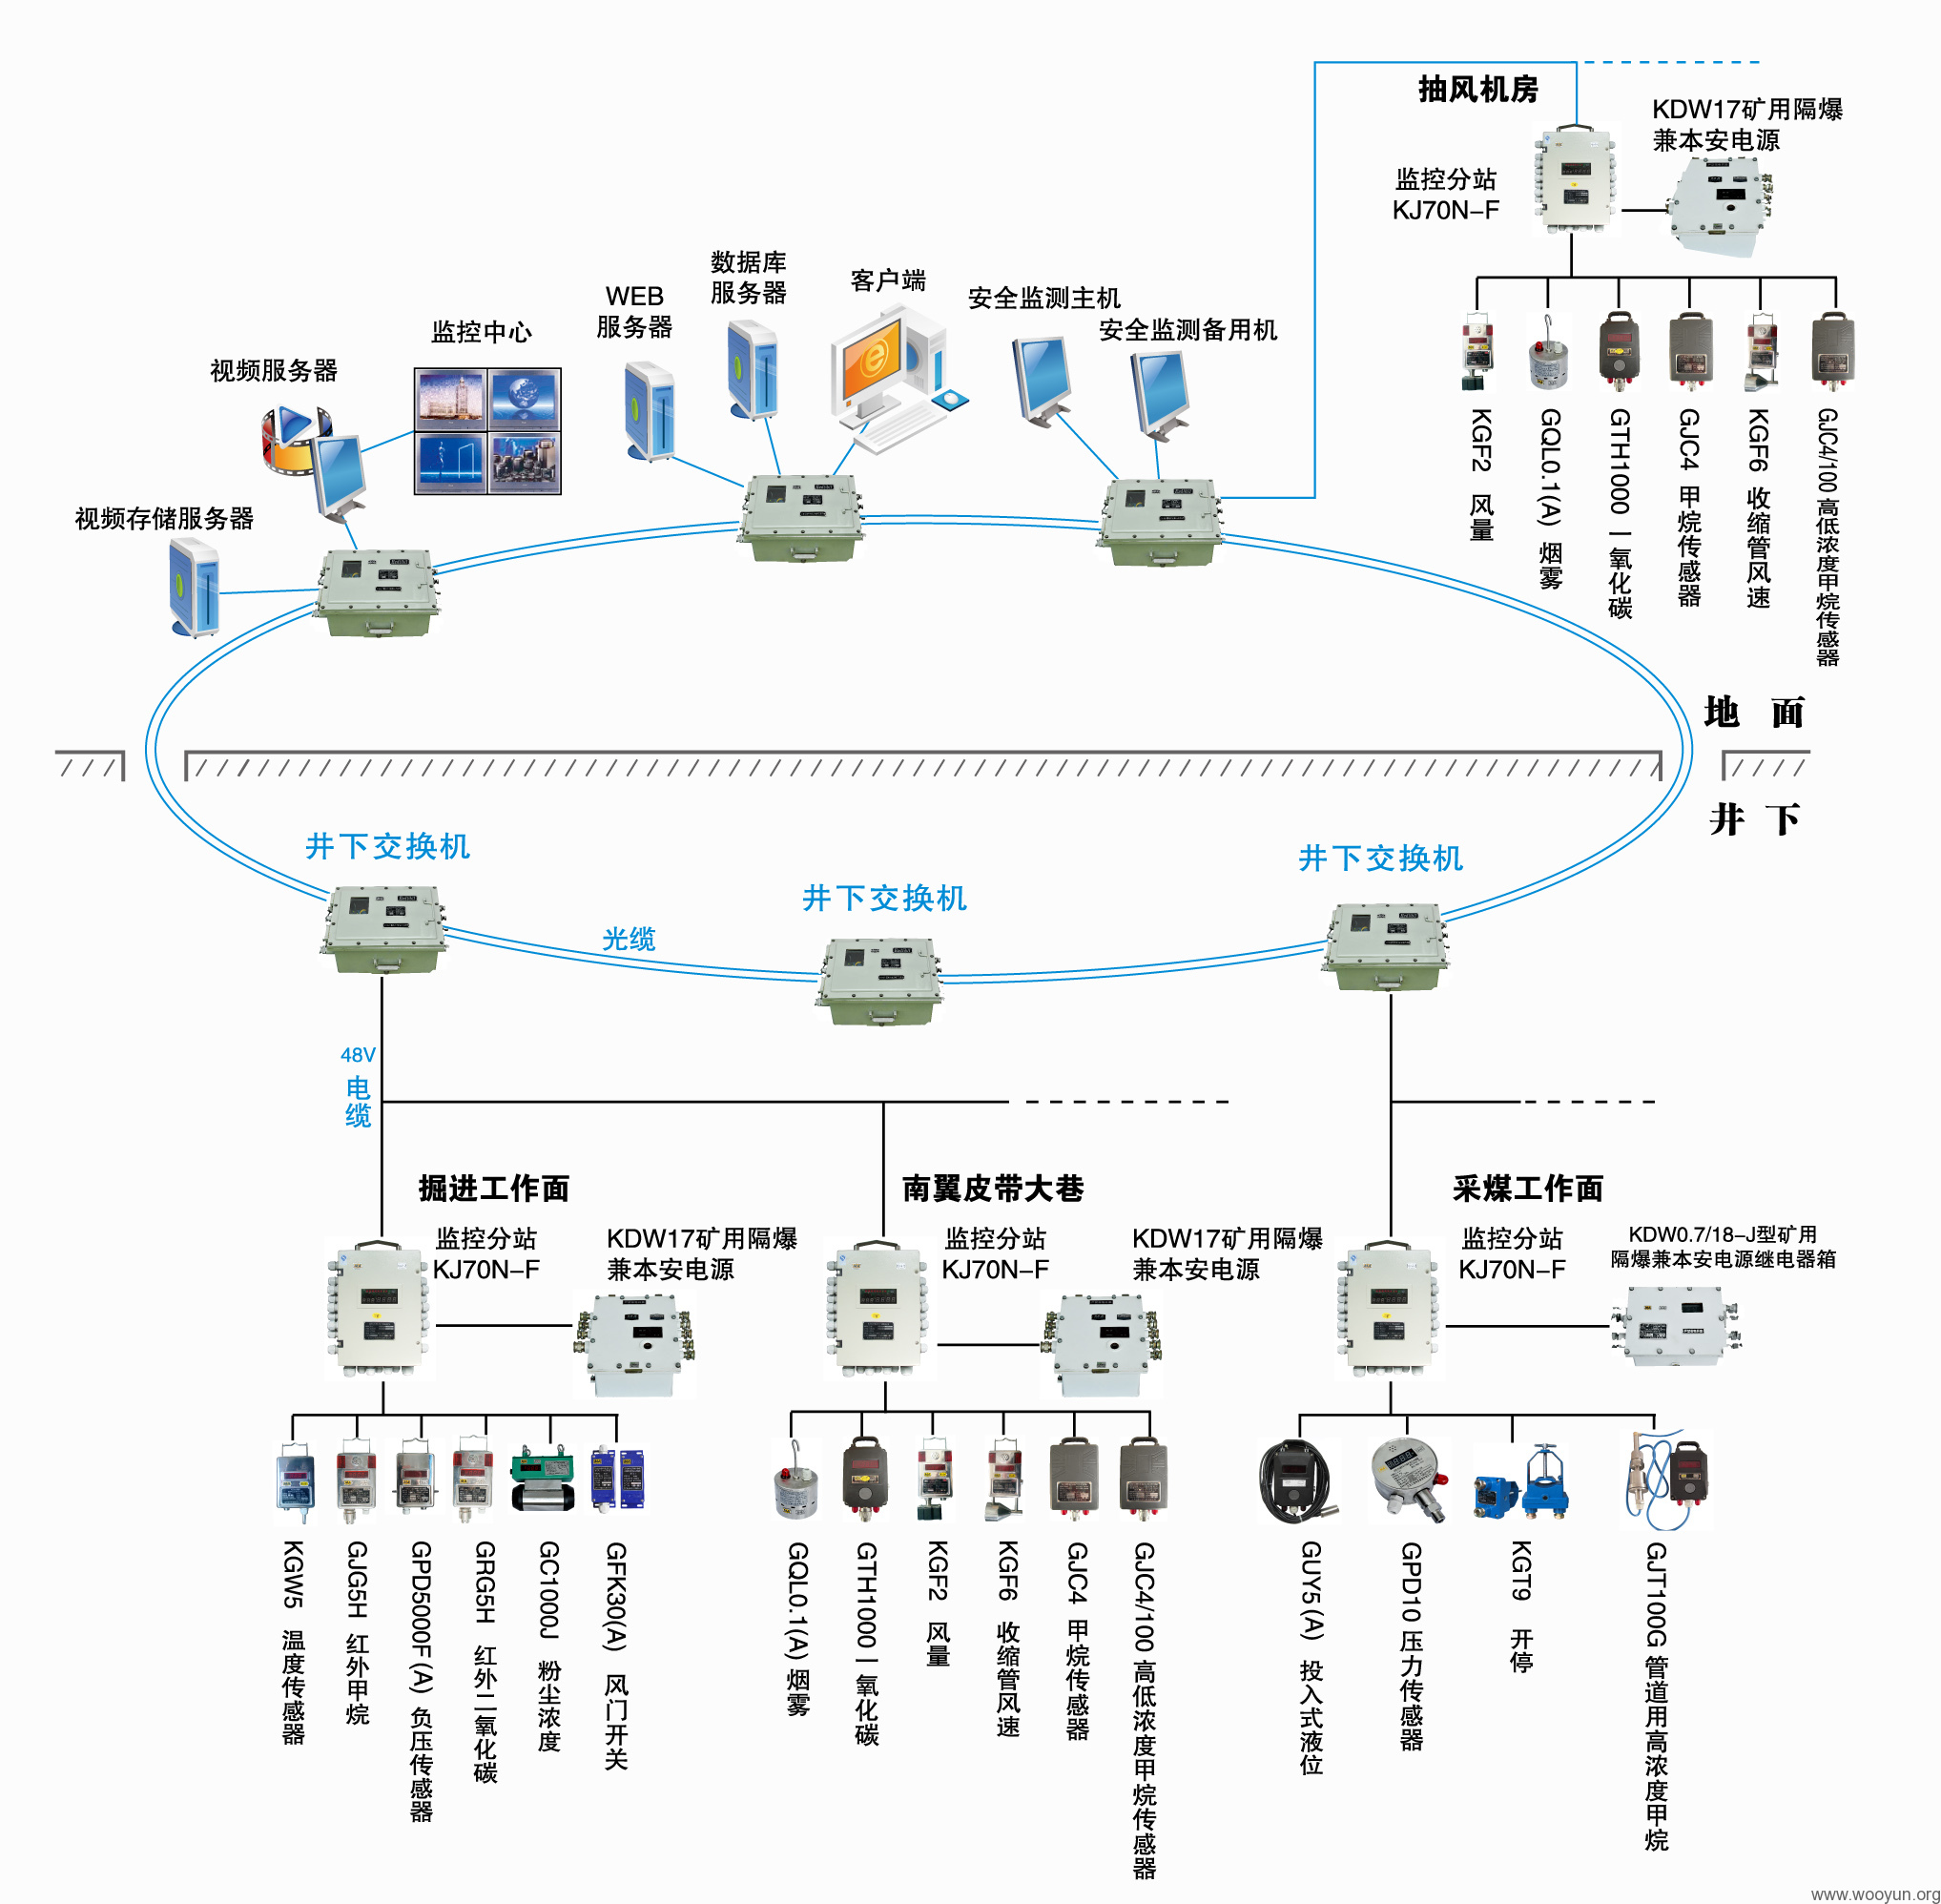 抽风机房
KDW17矿用隔爆
兼本安电源
监控分站
KJ70N-F
数据库
服务器
客户端
WEB
服务器
安全监测主机
安全监测备用机
监控中心
视频服务器
视频存储服务器
KGF2 风量
GQL0.1(A) 烟雾
GTH1000 一氧化碳
GJC4 甲烷传感器
KGF6 收缩管风速
GJC4/100 高低浓度甲烷传感器
地 面
井 下
井下交换机
井下交换机
井下交换机
光缆
48V
电缆
掘进工作面
监控分站
KJ70N-F
KDW17矿用隔爆
兼本安电源
南翼皮带大巷
监控分站
KJ70N-F
KDW17矿用隔爆
兼本安电源
采煤工作面
监控分站
KJ70N-F
KDW0.7/18-J型矿用
隔爆兼本安电源继电器箱
KGW5 温度传感器
GJG5H 红外甲烷
GPD5000F(A) 负压传感器
GRG5H 红外二氧化碳
GC1000J 粉尘浓度
GFK30(A) 风门开关
GQL0.1(A) 烟雾
GTH1000 一氧化碳
KGF2 风量
KGF6 收缩管风速
GJC4 甲烷传感器
GJC4/100 高低浓度甲烷传感器
GUY5(A) 投入式液位
GPD10 压力传感器
KGT9 开停
GJT100G 管道用高浓度甲烷
www.wooyun.org